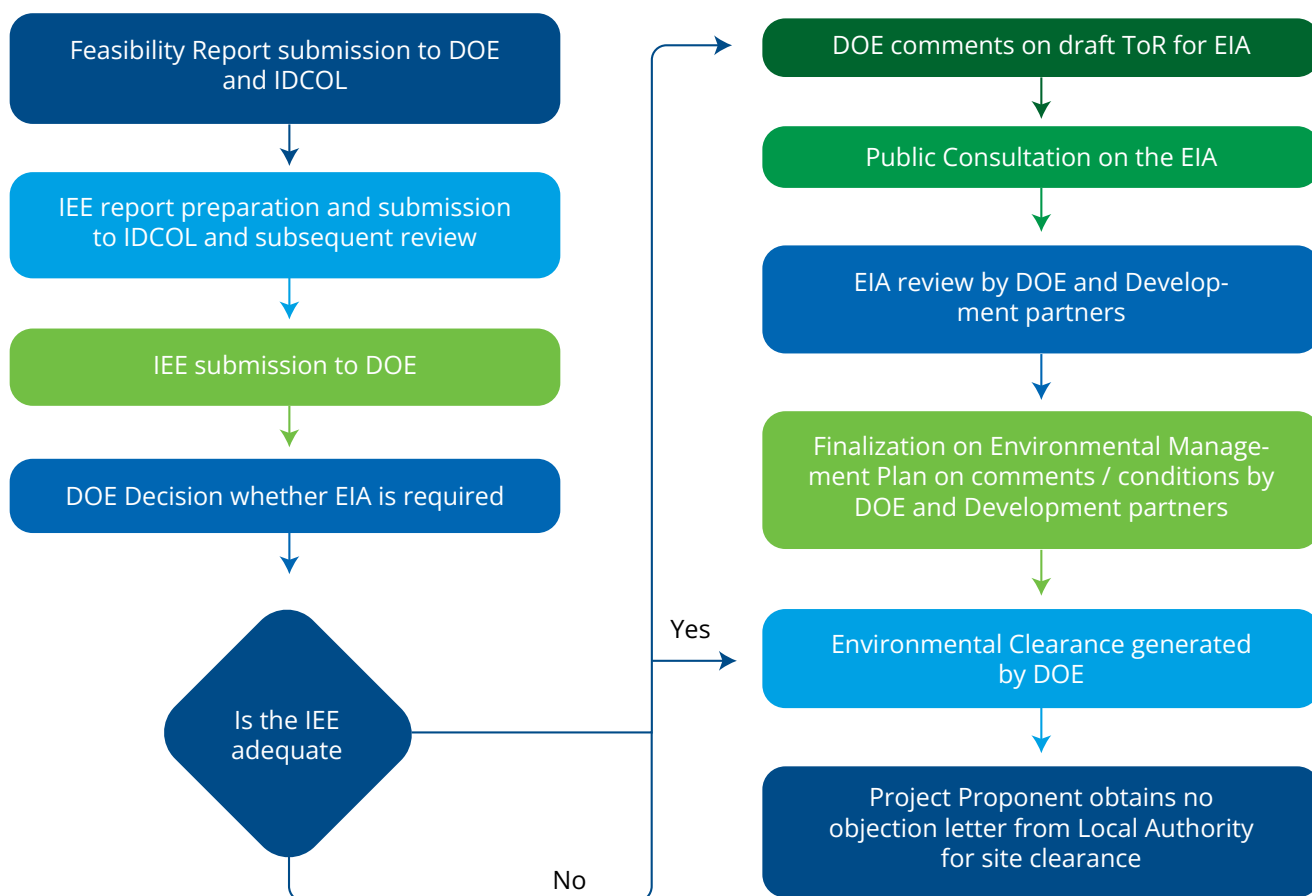 Feasibility Report submission to DOE
and IDCOL
IEE report preparation and submission
to IDCOL and subsequent review
IEE submission to DOE
DOE Decision whether EIA is required
Is the IEE
adequate
Yes
No
DOE comments on draft ToR for EIA
Public Consultation on the EIA
EIA review by DOE and Develop-
ment partners
Finalization on Environmental Manage-
ment Plan on comments / conditions by
DOE and Development partners
Environmental Clearance generated
by DOE
Project Proponent obtains no
objection letter from Local Authority
for site clearance